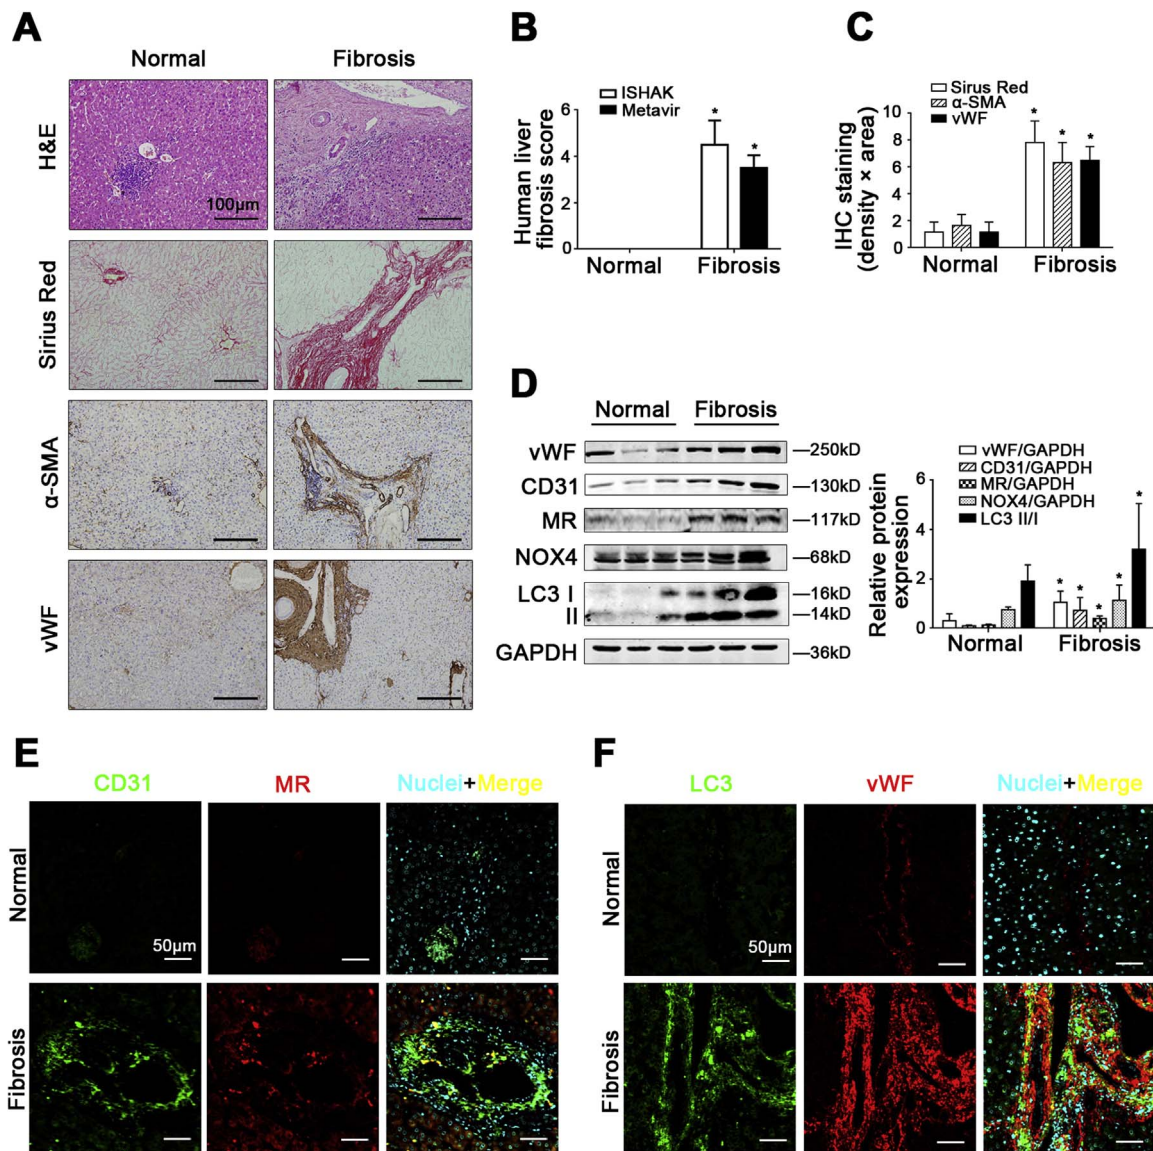 A
Normal
Fibrosis
H&E
100μm
Sirus Red
α-SMA
vWF
B
Human liver
fibrosis score
6
4
2
0
ISHAK
Metavir
*
*
Normal
Fibrosis
C
IHC staining
(density × area)
10
8
6
4
2
0
Sirus Red
α-SMA
vWF
*
*
*
Normal
Fibrosis
D
Normal
Fibrosis
vWF
—250kD
CD31
—130kD
MR
—117kD
NOX4
—68kD
LC3 I
—16kD
II
—14kD
GAPDH
—36kD
Relative protein
expression
6
4
2
0
vWF/GAPDH
CD31/GAPDH
MR/GAPDH
NOX4/GAPDH
LC3 II/I
*
*
*
*
*
Normal
Fibrosis
E
CD31
MR
Nuclei+Merge
Normal
50μm
Fibrosis
F
LC3
vWF
Nuclei+Merge
Normal
50μm
Fibrosis